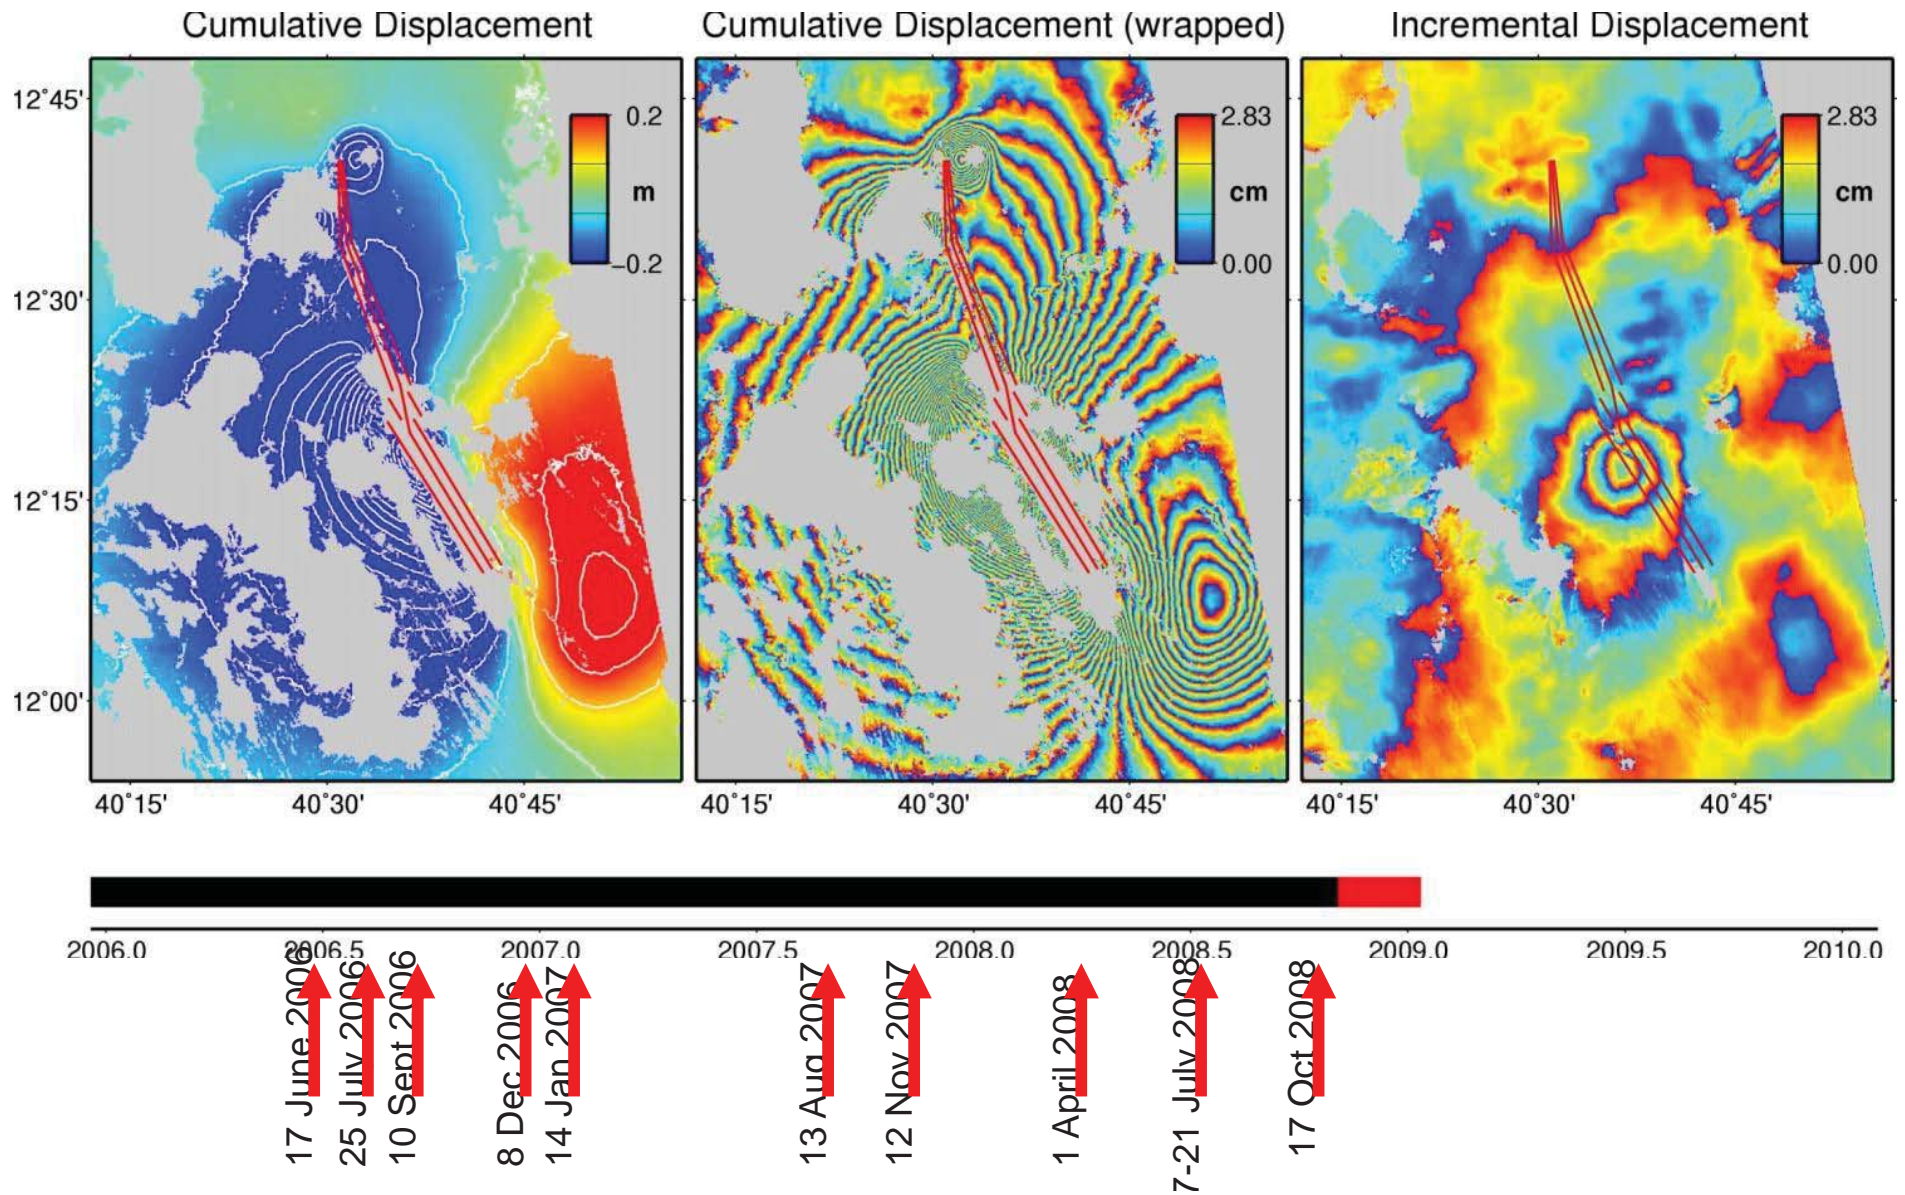 Cumulative Displacement
Cumulative Displacement (wrapped)
Incremental Displacement
12°45'
12°30'
12°15'
12°00'
0.2
m
−0.2
2.83
cm
0.00
2.83
cm
0.00
40°15'
40°30'
40°45'
40°15'
40°30'
40°45'
40°15'
40°30'
40°45'
2006.0
2006.5
2007.0
2007.5
2008.0
2008.5
2009.0
2009.5
2010.0
17 June 2006
25 July 2006
10 Sept 2006
8 Dec 2006
14 Jan 2007
13 Aug 2007
12 Nov 2007
1 April 2008
7-21 July 2008
17 Oct 2008